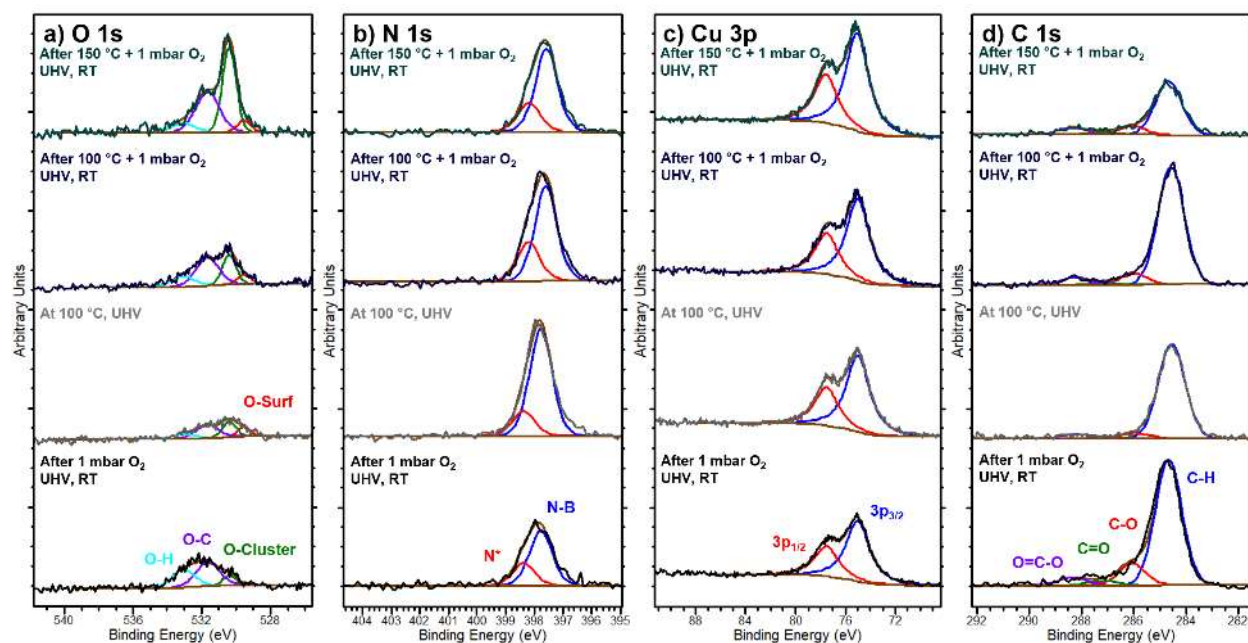 a) O 1s
After 150 °C + 1 mbar O₂
UHV, RT
After 100 °C + 1 mbar O₂
UHV, RT
At 100 °C, UHV
O-Surf
After 1 mbar O₂
UHV, RT
O-C
O-H
O-Cluster
Arbitrary Units
540 536 532 528
Binding Energy (eV)
b) N 1s
After 150 °C + 1 mbar O₂
UHV, RT
After 100 °C + 1 mbar O₂
UHV, RT
At 100 °C, UHV
After 1 mbar O₂
UHV, RT
N-B
N*
Arbitrary Units
404 403 402 401 400 399 398 397 396 395
Binding Energy (eV)
c) Cu 3p
After 150 °C + 1 mbar O₂
UHV, RT
After 100 °C + 1 mbar O₂
UHV, RT
At 100 °C, UHV
After 1 mbar O₂
UHV, RT
3p₃/₂
3p₁/₂
Arbitrary Units
88 84 80 76 72
Binding Energy (eV)
d) C 1s
After 150 °C + 1 mbar O₂
UHV, RT
After 100 °C + 1 mbar O₂
UHV, RT
At 100 °C, UHV
After 1 mbar O₂
UHV, RT
C-H
C-O
C=O
O=C-O
Arbitrary Units
292 290 288 286 284 282
Binding Energy (eV)